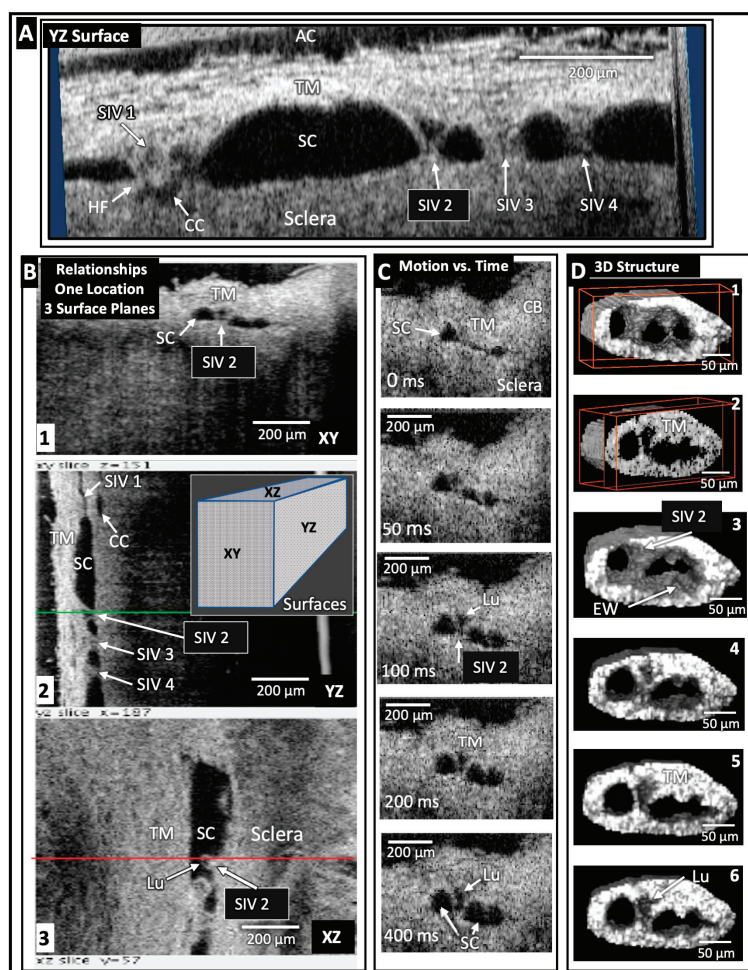 A
YZ Surface
AC
200 µm
TM
SIV 1
SC
HF
CC
Sclera
SIV 2
SIV 3
SIV 4
B
Relationships
One Location
3 Surface Planes
TM
SC
SIV 2
200 µm
1
XY
xy slice z=151
SIV 1
TM
CC
SC
XZ
XY
YZ
Surfaces
SIV 2
SIV 3
SIV 4
200 µm
2
YZ
yz slice x=187
TM
SC
Sclera
Lu
SIV 2
200 µm
3
XZ
xz slice y=57
C
Motion vs. Time
CB
TM
SC
Sclera
0 ms
200 µm
50 ms
200 µm
Lu
SIV 2
100 ms
200 µm
TM
200 ms
200 µm
Lu
SC
400 ms
D
3D Structure
1
50 µm
2
TM
50 µm
SIV 2
3
EW
50 µm
4
50 µm
5
TM
50 µm
6
Lu
50 µm